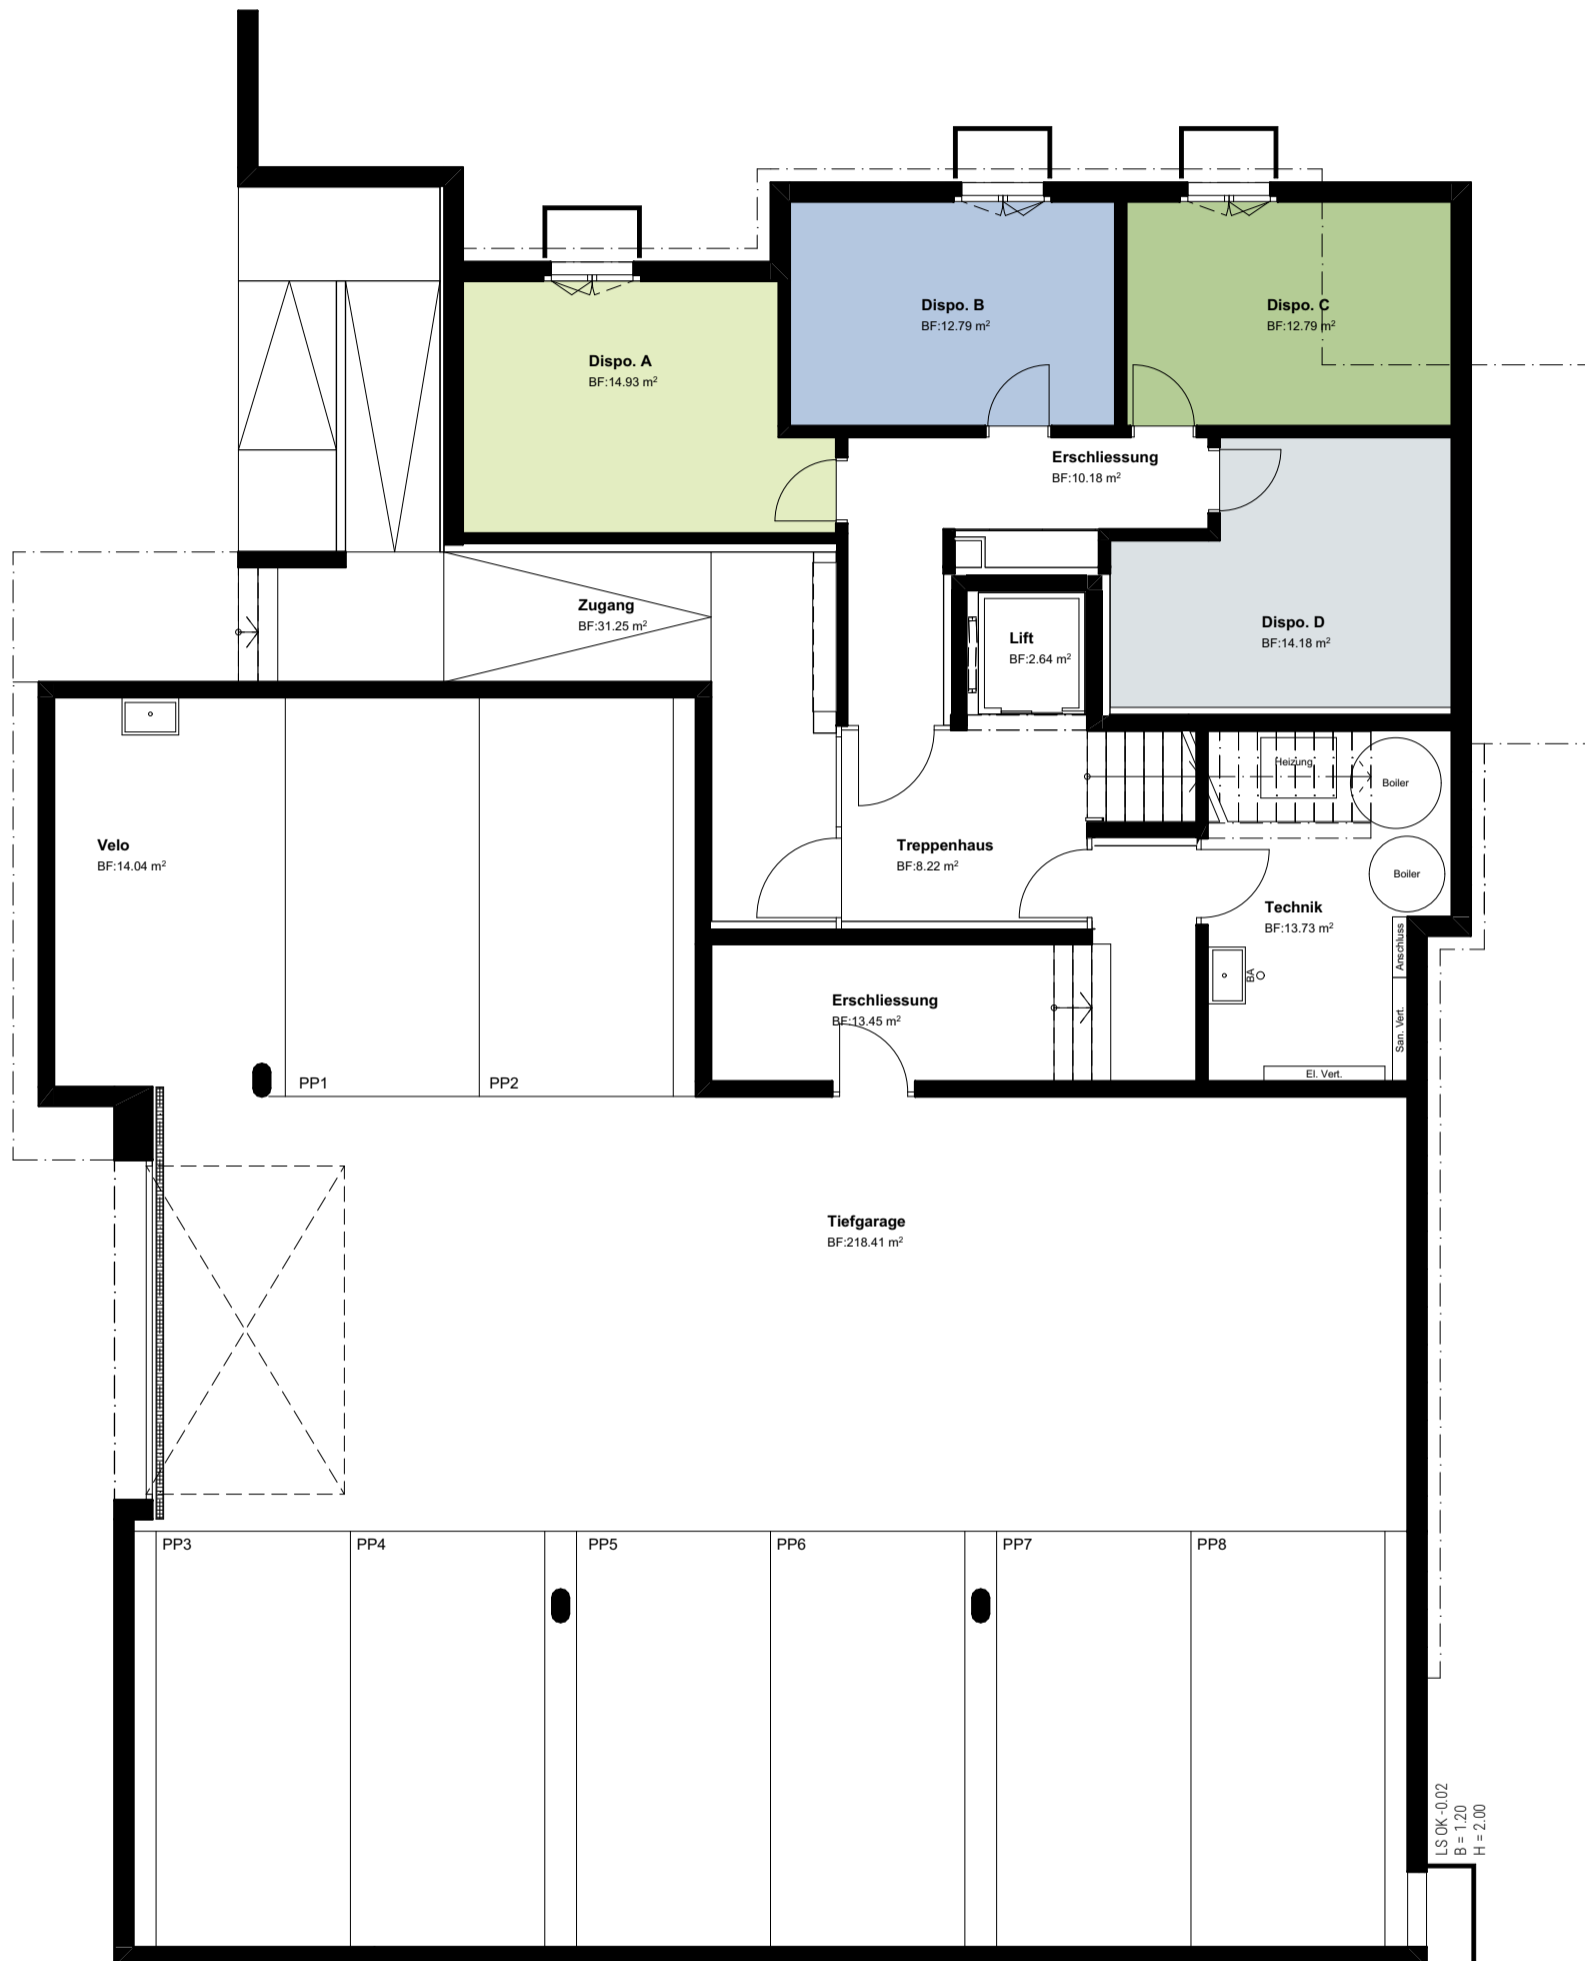 Dispo. B
BF:12.79 m²
Dispo. C
BF:12.79 m²
Dispo. A
BF:14.93 m²
Erschliessung
BF:10.18 m²
Zugang
BF:31.25 m²
Lift
BF:2.64 m²
Dispo. D
BF:14.18 m²
Heizung
Boiler
Velo
BF:14.04 m²
Treppenhaus
BF:8.22 m²
Boiler
Technik
BF:13.73 m²
Anschluss
BA
San. Vert.
Erschliessung
BF:13.45 m²
El. Vert.
PP1
PP2
Tiefgarage
BF:218.41 m²
PP3
PP4
PP5
PP6
PP7
PP8
LS OK -0.02
B = 1.20
H = 2.00